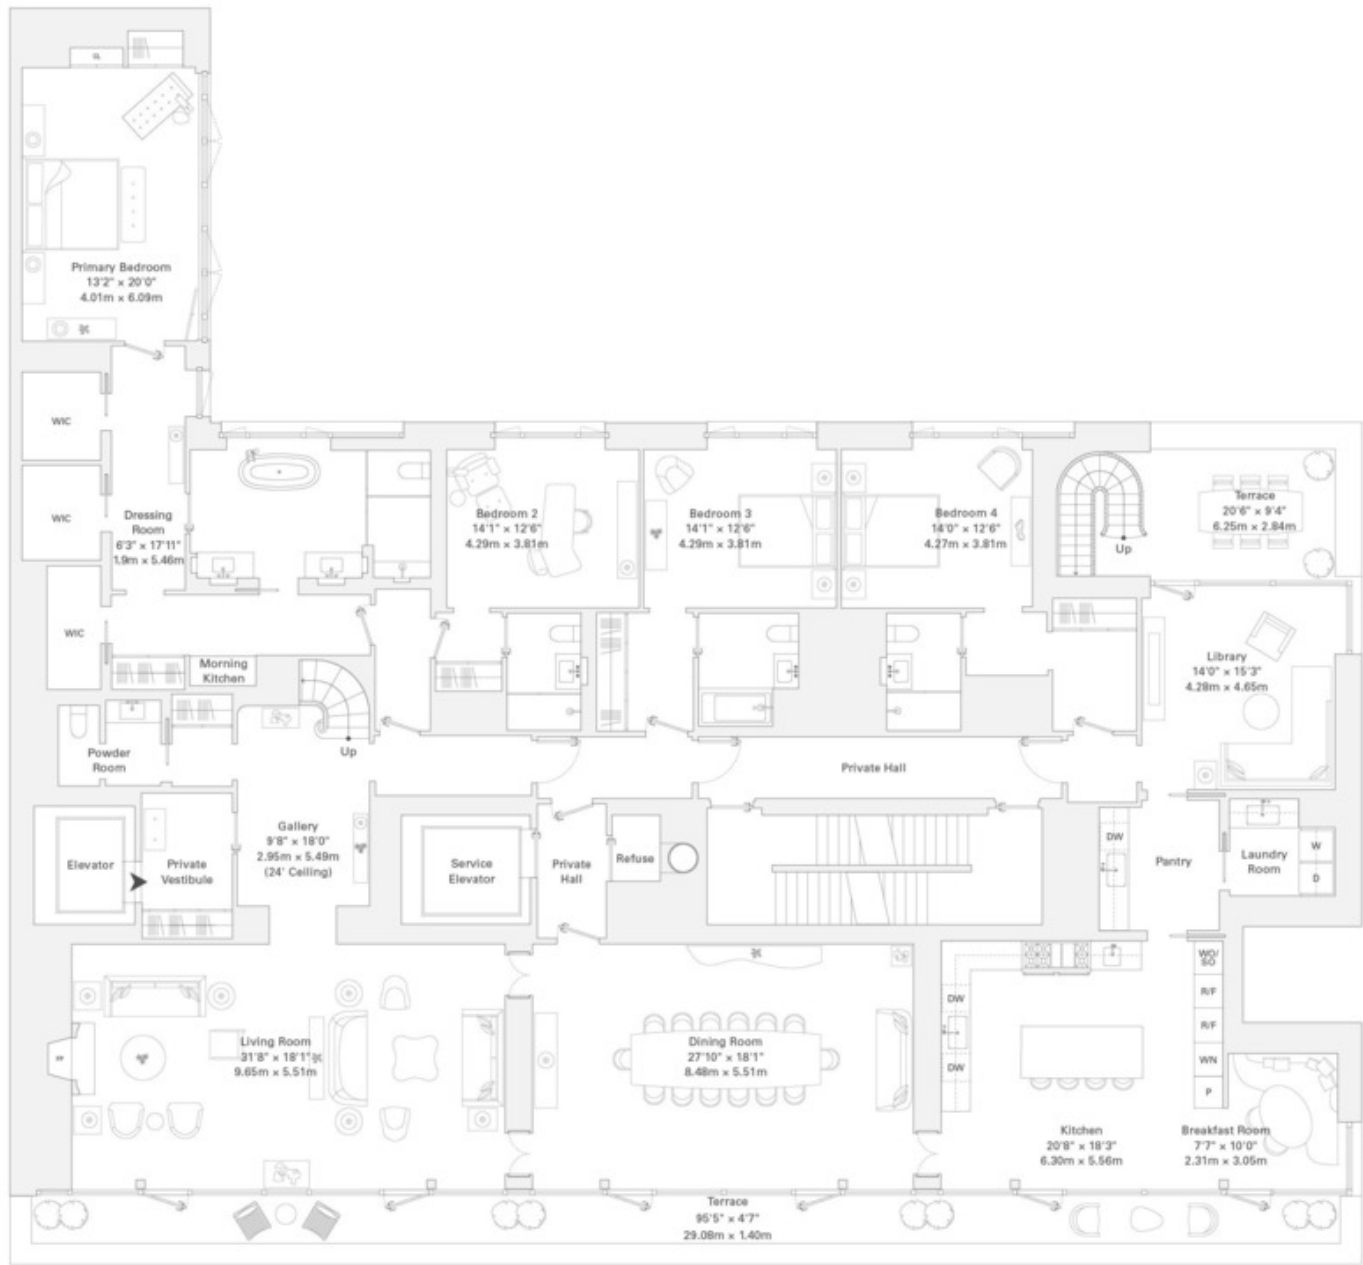 GL
Primary Bedroom
13'2" × 20'0"
4.01m × 6.09m
WIC
WIC
WIC
Dressing
Room
6'3" × 17'11"
1.9m × 5.46m
Bedroom 2
14'1" × 12'6"
4.29m × 3.81m
Bedroom 3
14'1" × 12'6"
4.29m × 3.81m
Bedroom 4
14'0" × 12'6"
4.27m × 3.81m
Up
Terrace
20'6" × 9'4"
6.25m × 2.84m
Library
14'0" × 15'3"
4.28m × 4.65m
Morning
Kitchen
Up
Powder
Room
Private Hall
Elevator
Private
Vestibule
Gallery
9'8" × 18'0"
2.95m × 5.49m
(24' Ceiling)
Service
Elevator
Private
Hall
Refuse
DW
Pantry
Laundry
Room
W
D
Living Room
31'8" × 18'1"
9.65m × 5.51m
FP
Dining Room
27'10" × 18'1"
8.48m × 5.51m
DW
DW
WO/
SO
R/F
R/F
WN
P
Kitchen
20'8" × 18'3"
6.30m × 5.56m
Breakfast Room
7'7" × 10'0"
2.31m × 3.05m
Terrace
95'5" × 4'7"
29.08m × 1.40m